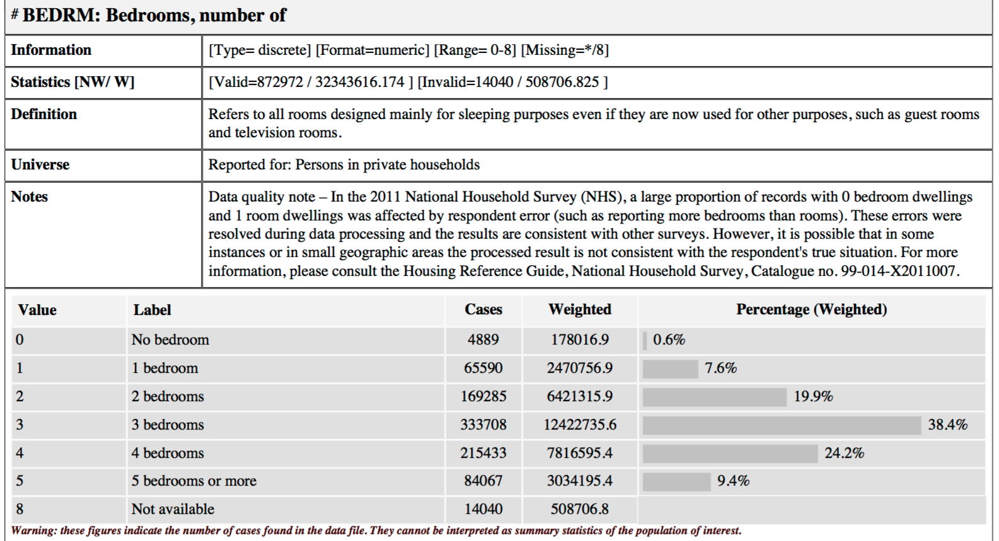 # BEDRM: Bedrooms, number of
Information [Type= discrete] [Format=numeric] [Range= 0-8] [Missing=*/8]
Statistics [NW/ W] [Valid=872972 / 32343616.174 ] [Invalid=14040 / 508706.825 ]
Definition Refers to all rooms designed mainly for sleeping purposes even if they are now used for other purposes, such as guest rooms
and television rooms.
Universe Reported for: Persons in private households
Notes Data quality note – In the 2011 National Household Survey (NHS), a large proportion of records with 0 bedroom dwellings
and 1 room dwellings was affected by respondent error (such as reporting more bedrooms than rooms). These errors were
resolved during data processing and the results are consistent with other surveys. However, it is possible that in some
instances or in small geographic areas the processed result is not consistent with the respondent's true situation. For more
information, please consult the Housing Reference Guide, National Household Survey, Catalogue no. 99-014-X2011007.
Value Label Cases Weighted Percentage (Weighted)
0 No bedroom 4889 178016.9 0.6%
1 1 bedroom 65590 2470756.9 7.6%
2 2 bedrooms 169285 6421315.9 19.9%
3 3 bedrooms 333708 12422735.6 38.4%
4 4 bedrooms 215433 7816595.4 24.2%
5 5 bedrooms or more 84067 3034195.4 9.4%
8 Not available 14040 508706.8
Warning: these figures indicate the number of cases found in the data file. They cannot be interpreted as summary statistics of the population of interest.